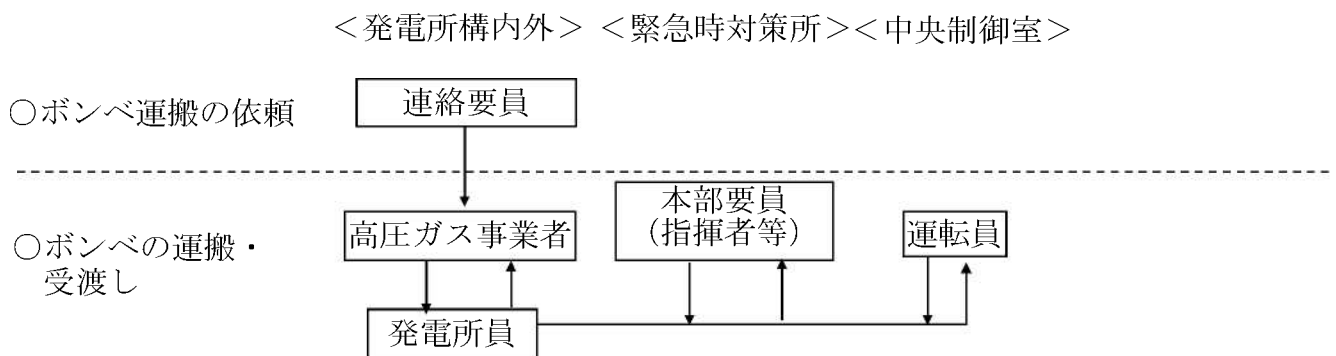 ＜発電所構内外＞ ＜緊急時対策所＞＜中央制御室＞
○ボンベ運搬の依頼
連絡要員
○ボンベの運搬・
受渡し
高圧ガス事業者
本部要員
（指揮者等）
運転員
発電所員